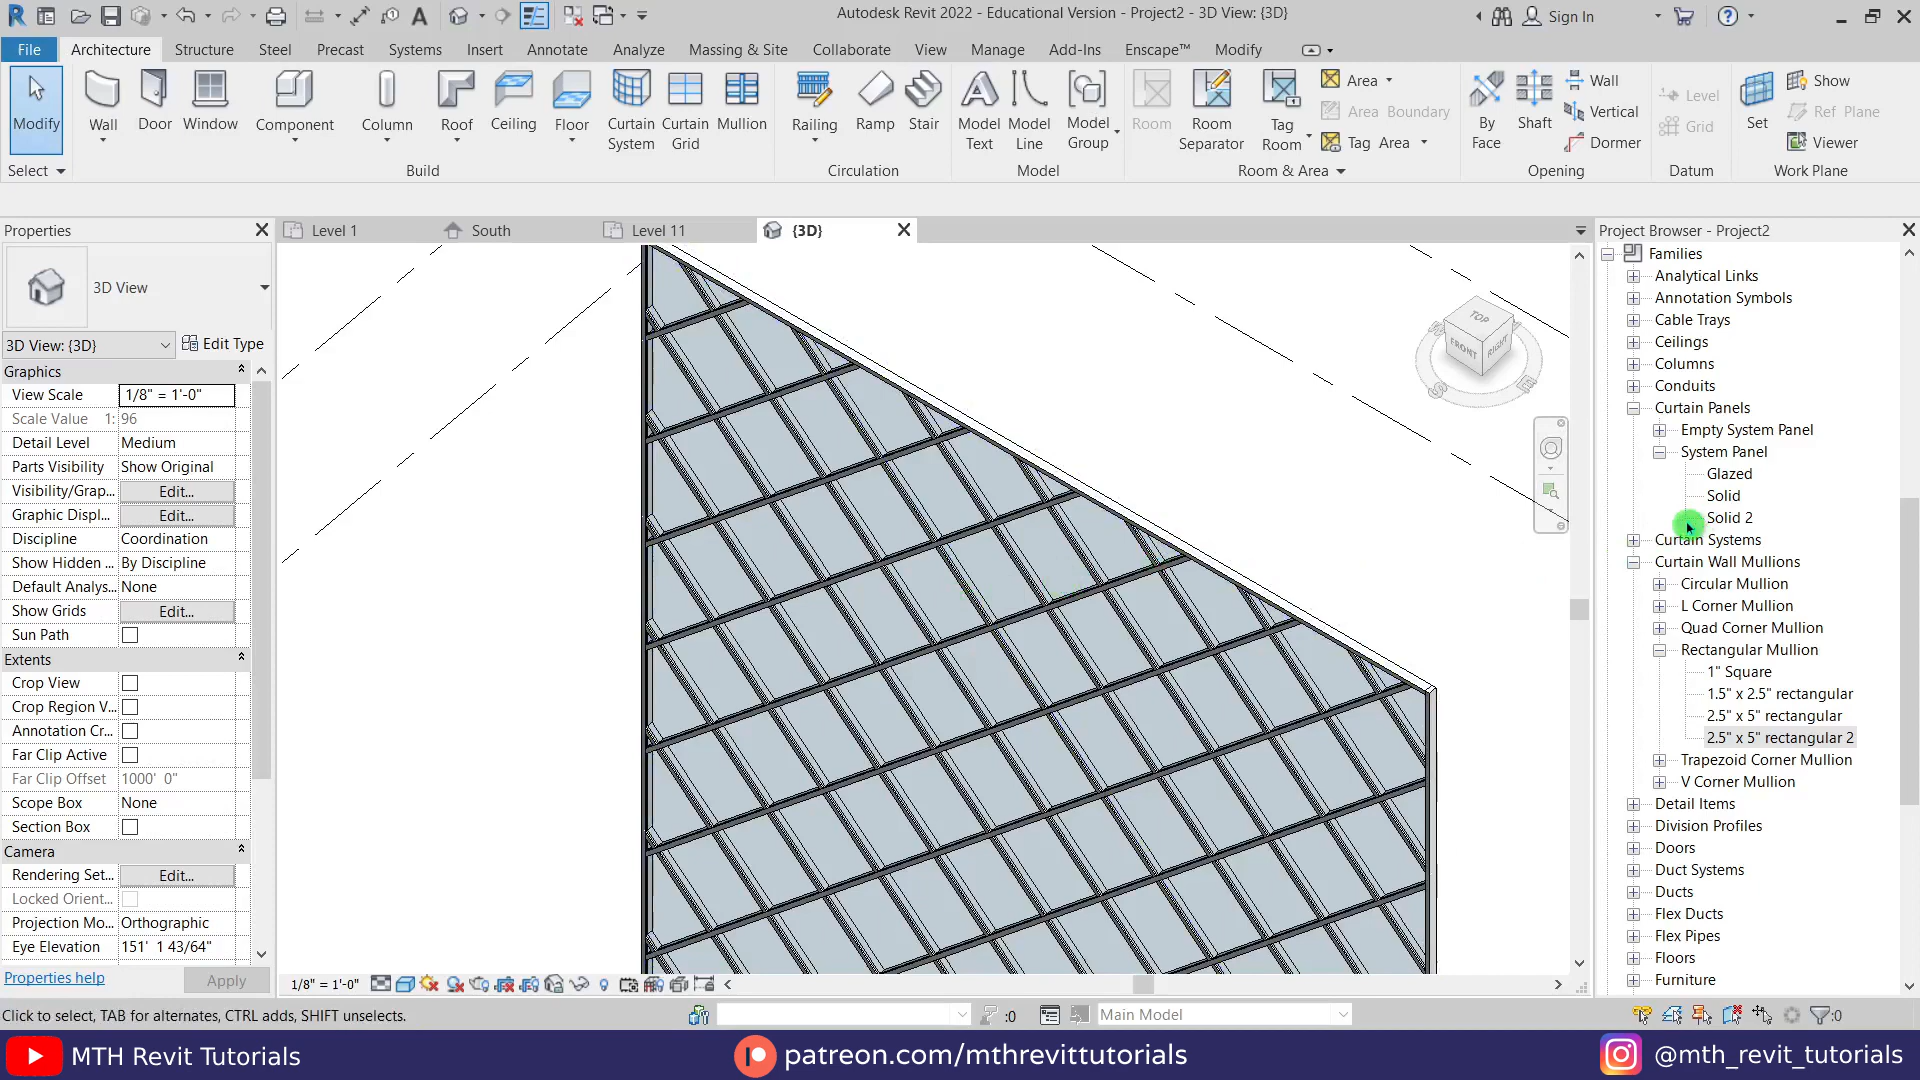 Autodesk Revit 2022 - Educational Version - Project2 - 3D View: {3D}
Sign In
File Architecture Structure Steel Precast Systems Insert Annotate Analyze Massing & Site Collaborate View Manage Add-Ins Enscape™ Modify
Modify
Wall
Door
Window
Component
Column
Roof
Ceiling
Floor
Curtain System
Curtain Grid
Mullion
Railing
Ramp
Stair
Model Text
Model Line
Model Group
Room
Room Separator
Tag Room
Area
Area Boundary
Tag Area
By Face
Shaft
Wall
Vertical
Dormer
Level
Grid
Set
Show
Ref Plane
Viewer
Select Build Circulation Model Room & Area Opening Datum Work Plane
Properties
Level 1
South
Level 11
{3D}
Project Browser - Project2
3D View
3D View: {3D}
Edit Type
Graphics
View Scale 1/8" = 1'-0"
Scale Value 1: 96
Detail Level Medium
Parts Visibility Show Original
Visibility/Grap... Edit...
Graphic Displ... Edit...
Discipline Coordination
Show Hidden ... By Discipline
Default Analys... None
Show Grids Edit...
Sun Path
Extents
Crop View
Crop Region V...
Annotation Cr...
Far Clip Active
Far Clip Offset 1000' 0"
Scope Box None
Section Box
Camera
Rendering Set... Edit...
Locked Orient...
Projection Mo... Orthographic
Eye Elevation 151' 1 43/64"
Properties help
Apply
TOP
FRONT
RIGHT
W
S
E
Families
Analytical Links
Annotation Symbols
Cable Trays
Ceilings
Columns
Conduits
Curtain Panels
Empty System Panel
System Panel
Glazed
Solid
Solid 2
Curtain Systems
Curtain Wall Mullions
Circular Mullion
L Corner Mullion
Quad Corner Mullion
Rectangular Mullion
1" Square
1.5" x 2.5" rectangular
2.5" x 5" rectangular
2.5" x 5" rectangular 2
Trapezoid Corner Mullion
V Corner Mullion
Detail Items
Division Profiles
Doors
Duct Systems
Ducts
Flex Ducts
Flex Pipes
Floors
Furniture
1/8" = 1'-0"
Click to select, TAB for alternates, CTRL adds, SHIFT unselects.
:0
Main Model
:0
MTH Revit Tutorials
patreon.com/mthrevittutorials
@mth_revit_tutorials